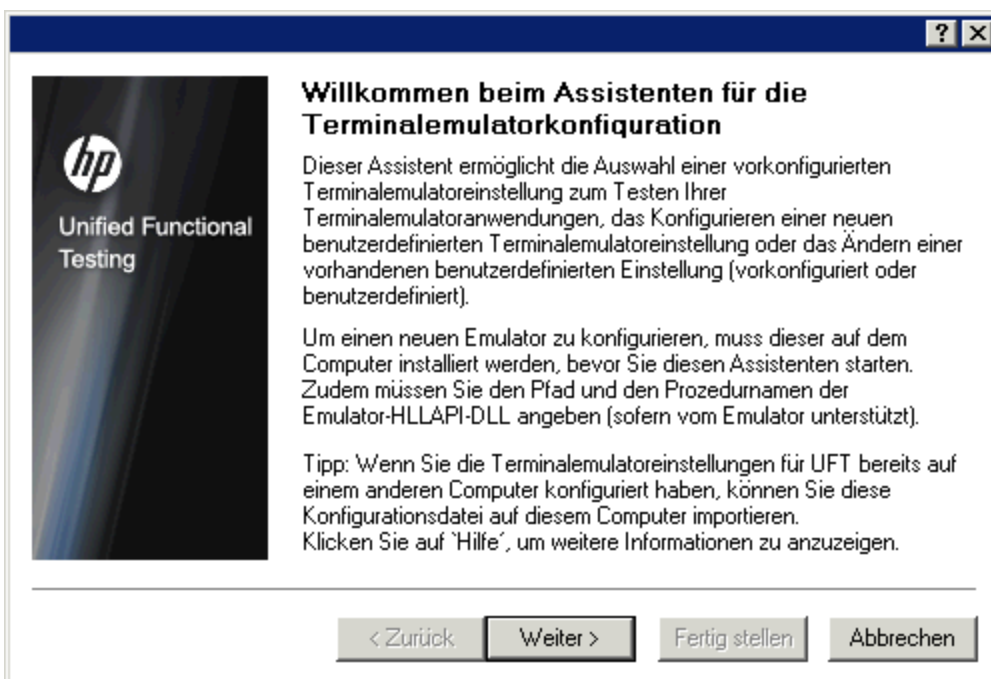 ?
hp
Unified Functional
Testing
Willkommen beim Assistenten für die
Terminalemulatorkonfiguration
Dieser Assistent ermöglicht die Auswahl einer vorkonfigurierten
Terminalemulatoreinstellung zum Testen Ihrer
Terminalemulatoranwendungen, das Konfigurieren einer neuen
benutzerdefinierten Terminalemulatoreinstellung oder das Ändern einer
vorhandenen benutzerdefinierten Einstellung (vorkonfiguriert oder
benutzerdefiniert).
Um einen neuen Emulator zu konfigurieren, muss dieser auf dem
Computer installiert werden, bevor Sie diesen Assistenten starten.
Zudem müssen Sie den Pfad und den Prozedurnamen der
Emulator-HLLAPI-DLL angeben (sofern vom Emulator unterstützt).
Tipp: Wenn Sie die Terminalemulatoreinstellungen für UFT bereits auf
einem anderen Computer konfiguriert haben, können Sie diese
Konfigurationsdatei auf diesem Computer importieren.
Klicken Sie auf `Hilfe´, um weitere Informationen zu anzuzeigen.
< Zurück
Weiter >
Fertig stellen
Abbrechen